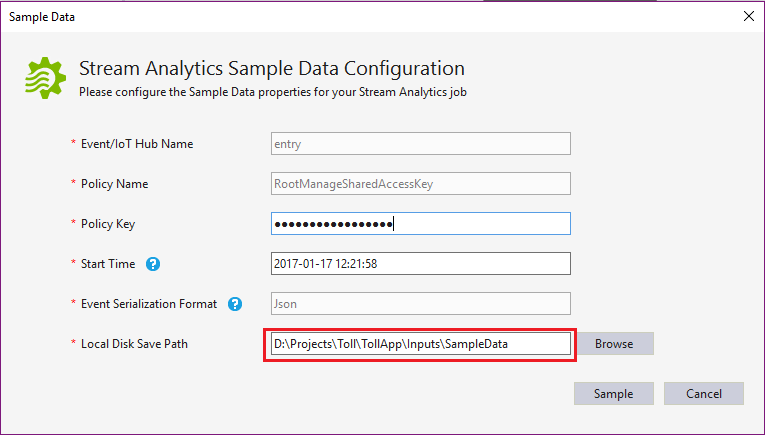 Sample Data
Stream Analytics Sample Data Configuration
Please configure the Sample Data properties for your Stream Analytics job
* Event/IoT Hub Name entry
* Policy Name RootManageSharedAccessKey
* Policy Key ●●●●●●●●●●●●●●●●●
* Start Time ? 2017-01-17 12:21:58
* Event Serialization Format ? Json
* Local Disk Save Path D:\Projects\Toll\TollApp\Inputs\SampleData Browse
Sample Cancel